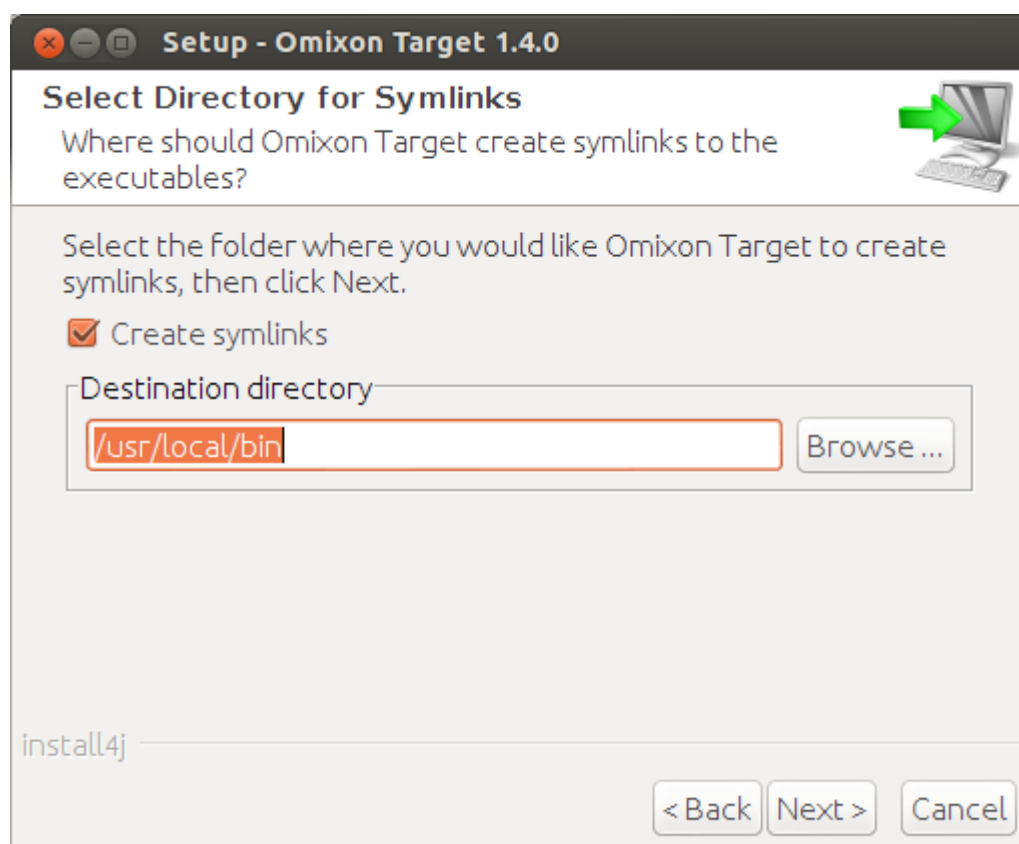 Setup - Omixon Target 1.4.0
Select Directory for Symlinks
Where should Omixon Target create symlinks to the
executables?
Select the folder where you would like Omixon Target to create
symlinks, then click Next.
Create symlinks
Destination directory
/usr/local/bin
Browse ...
install4j
< Back
Next >
Cancel